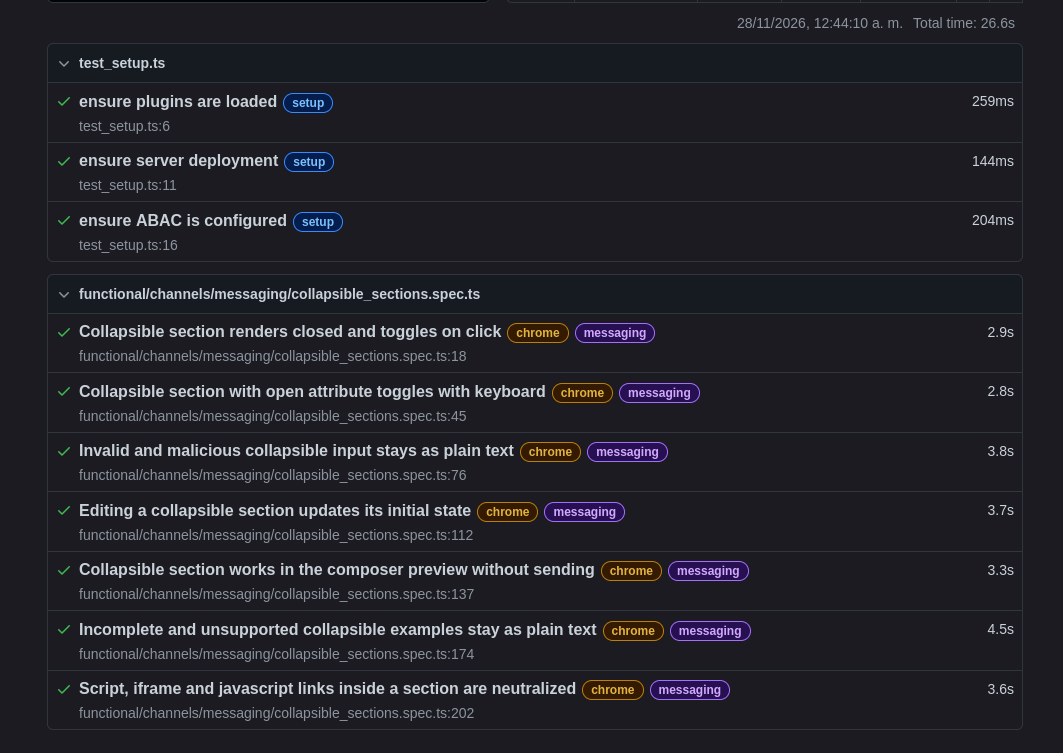 28/11/2026, 12:44:10 a. m. Total time: 26.6s
test_setup.ts
ensure plugins are loaded setup 259ms
test_setup.ts:6
ensure server deployment setup 144ms
test_setup.ts:11
ensure ABAC is configured setup 204ms
test_setup.ts:16
functional/channels/messaging/collapsible_sections.spec.ts
Collapsible section renders closed and toggles on click chrome messaging 2.9s
functional/channels/messaging/collapsible_sections.spec.ts:18
Collapsible section with open attribute toggles with keyboard chrome messaging 2.8s
functional/channels/messaging/collapsible_sections.spec.ts:45
Invalid and malicious collapsible input stays as plain text chrome messaging 3.8s
functional/channels/messaging/collapsible_sections.spec.ts:76
Editing a collapsible section updates its initial state chrome messaging 3.7s
functional/channels/messaging/collapsible_sections.spec.ts:112
Collapsible section works in the composer preview without sending chrome messaging 3.3s
functional/channels/messaging/collapsible_sections.spec.ts:137
Incomplete and unsupported collapsible examples stay as plain text chrome messaging 4.5s
functional/channels/messaging/collapsible_sections.spec.ts:174
Script, iframe and javascript links inside a section are neutralized chrome messaging 3.6s
functional/channels/messaging/collapsible_sections.spec.ts:202